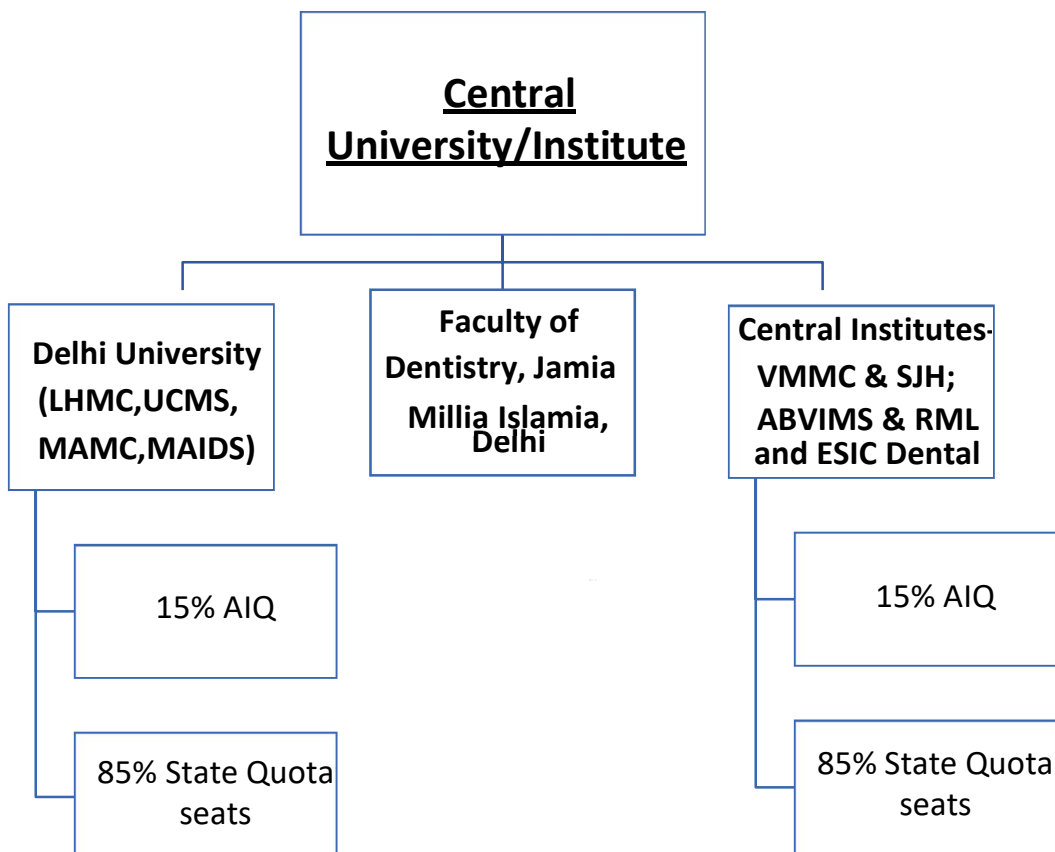 Central
University/Institute
Delhi University
(LHMC,UCMS,
MAMC,MAIDS)
Faculty of
Dentistry, Jamia
Millia Islamia,
Delhi
Central Institutes-
VMMC & SJH;
ABVIMS & RML
and ESIC Dental
15% AIQ
85% State Quota
seats
15% AIQ
85% State Quota
seats